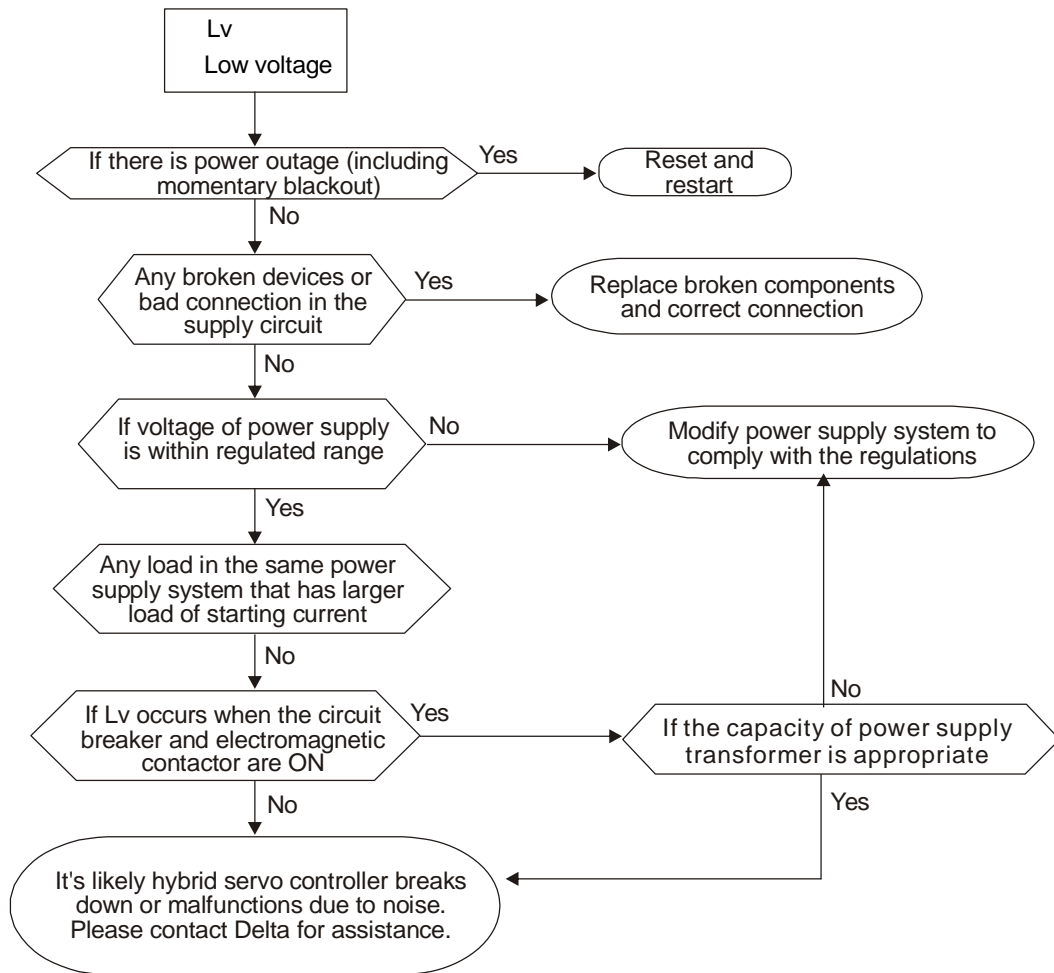 Lv
Low voltage
If there is power outage (including
momentary blackout)
Yes
Reset and
restart
No
Any broken devices or
bad connection in the
supply circuit
Yes
Replace broken components
and correct connection
No
If voltage of power supply
is within regulated range
No
Modify power supply system to
comply with the regulations
Yes
Any load in the same power
supply system that has larger
load of starting current
No
If Lv occurs when the circuit
breaker and electromagnetic
contactor are ON
Yes
No
If the capacity of power supply
transformer is appropriate
No
Yes
It's likely hybrid servo controller breaks
down or malfunctions due to noise.
Please contact Delta for assistance.